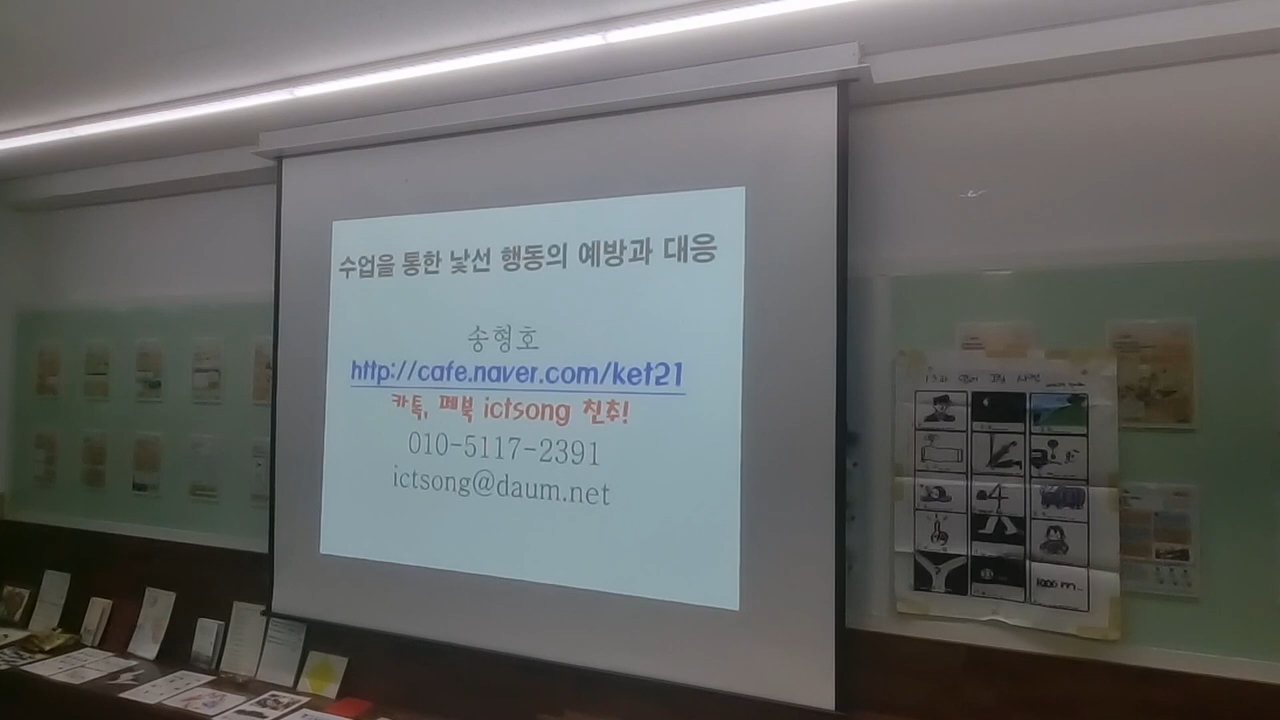 수업을 통한 낯선 행동의 예방과 대응
송형호
http://cafe.naver.com/ket21
카톡, 페북 ictsong 친추!
010-5117-2391
ictsong@daum.net
1000 m..